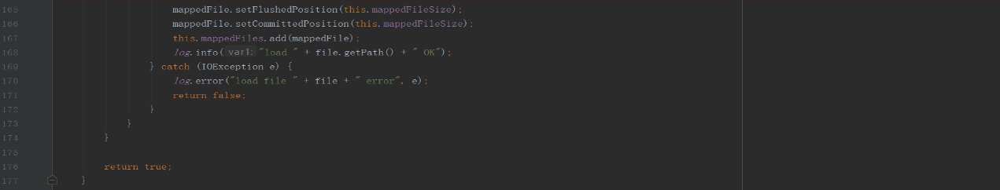 165 mappedFile.setFlushedPosition(this.mappedFileSize);
166 mappedFile.setCommittedPosition(this.mappedFileSize);
167 this.mappedFiles.add(mappedFile);
168 log.info( var1: "load " + file.getPath() + " OK");
169 } catch (IOException e) {
170 log.error("load file " + file + " error", e);
171 return false;
172 }
173 }
174 }
175
176 return true;
177 }